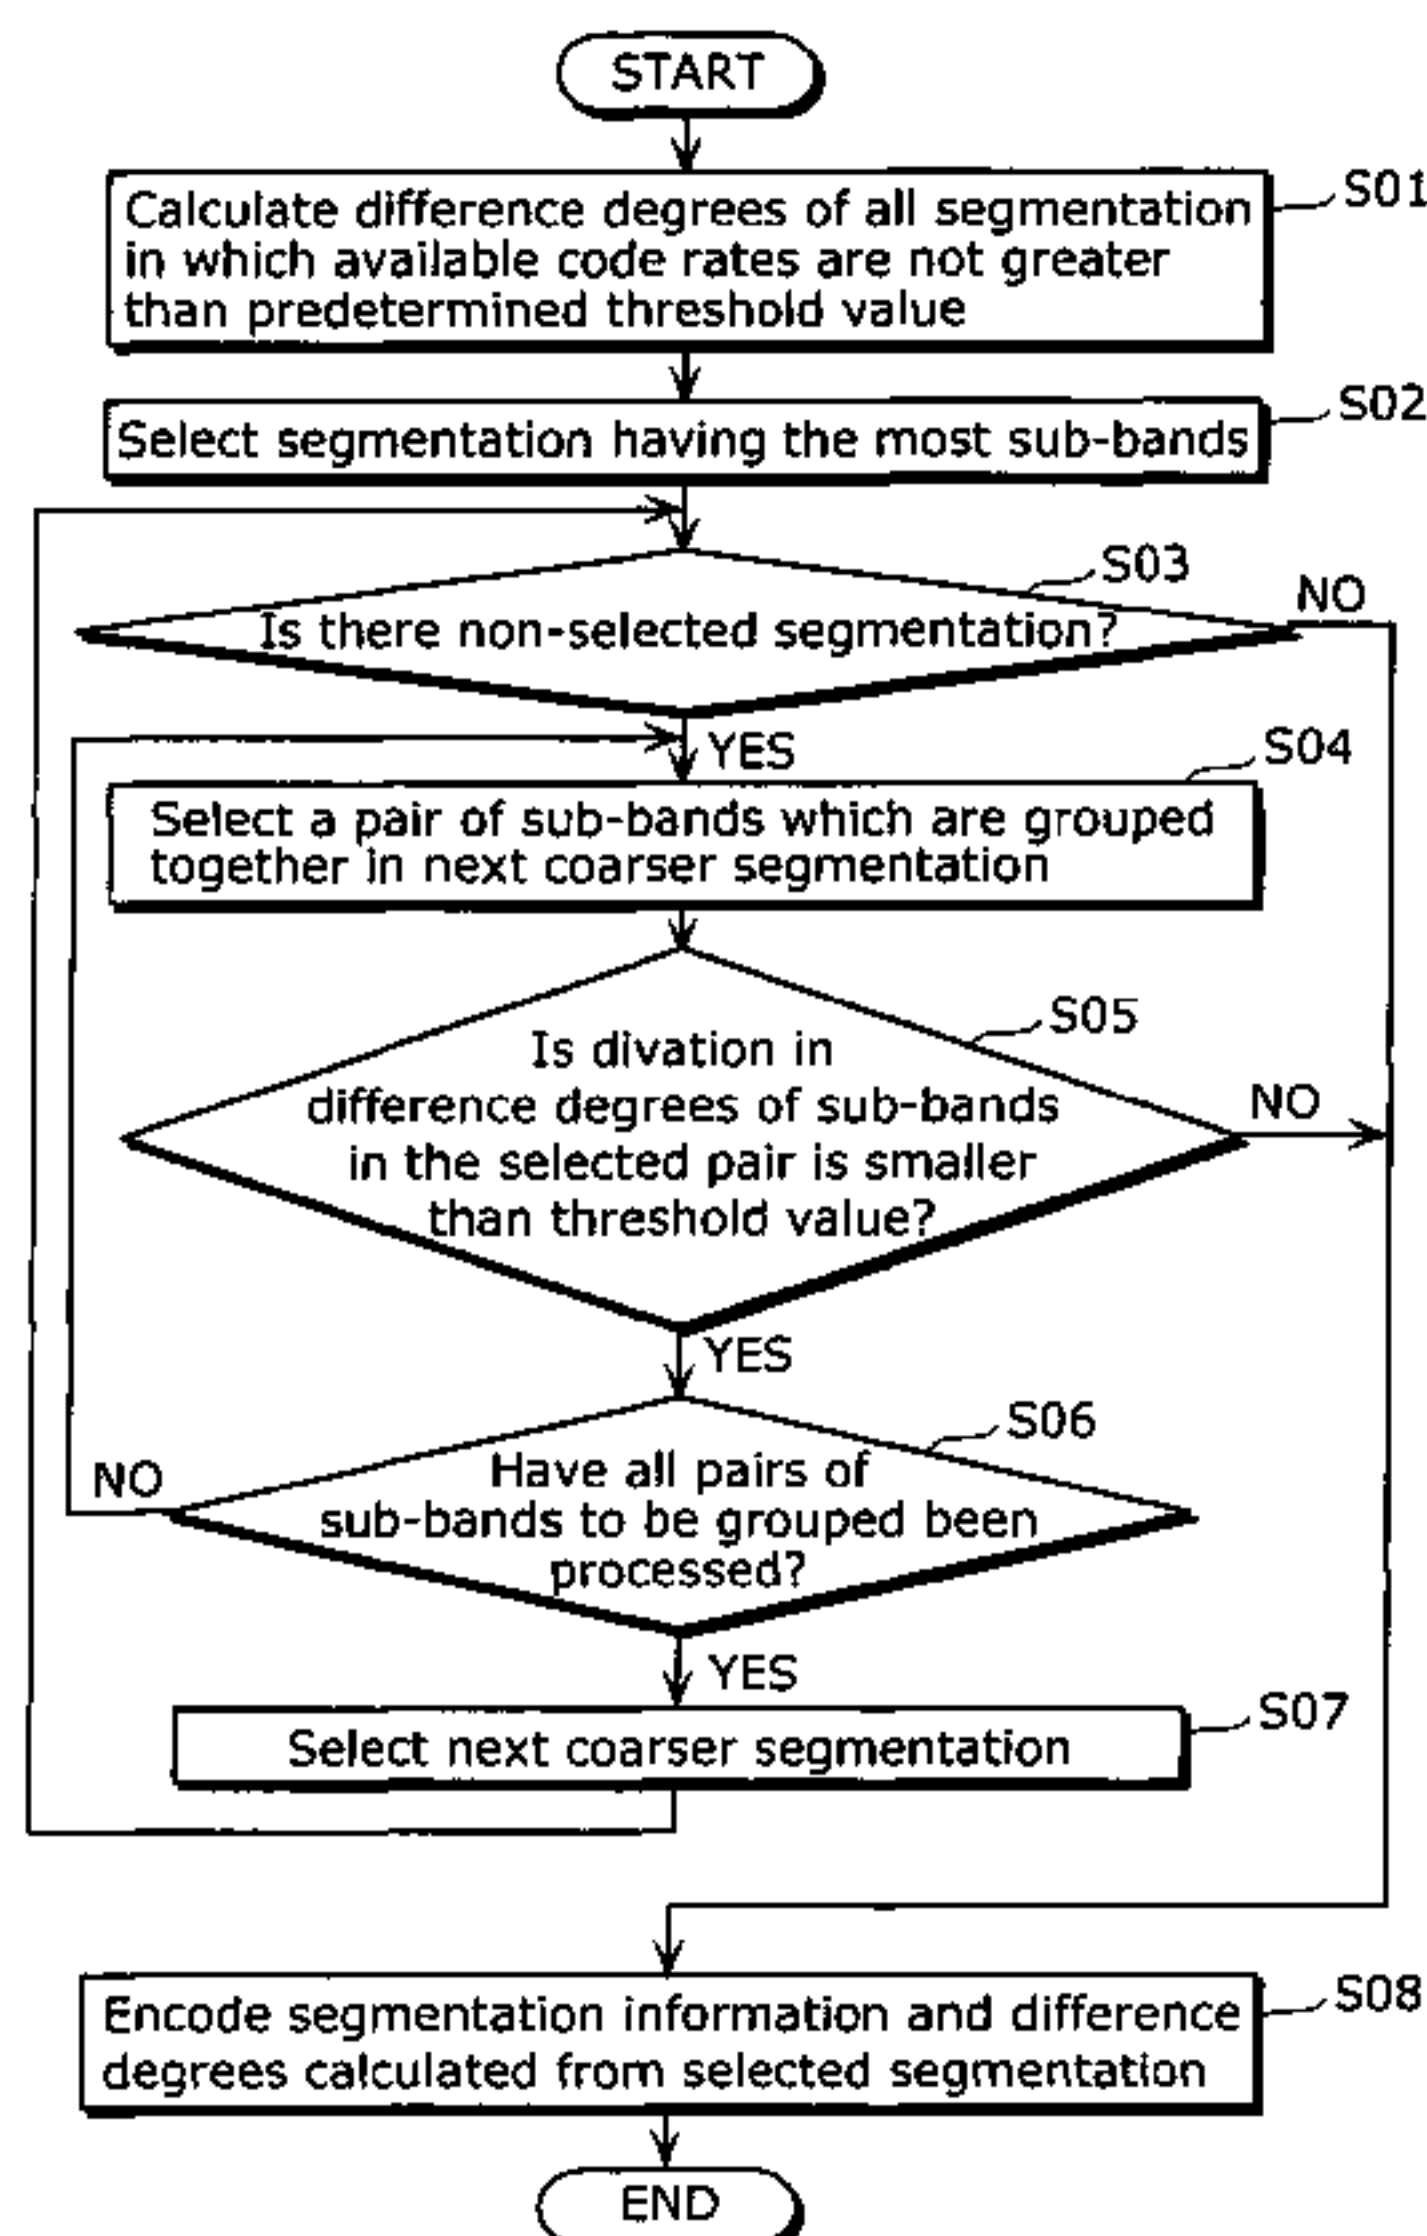 START
S01
Calculate difference degrees of all segmentation
in which available code rates are not greater
than predetermined threshold value
S02
Select segmentation having the most sub-bands
S03
NO
Is there non-selected segmentation?
YES
S04
Select a pair of sub-bands which are grouped
together in next coarser segmentation
S05
Is divation in
difference degrees of sub-bands
in the selected pair is smaller
than threshold value?
NO
YES
S06
NO
Have all pairs of
sub-bands to be grouped been
processed?
YES
S07
Select next coarser segmentation
S08
Encode segmentation information and difference
degrees calculated from selected segmentation
END